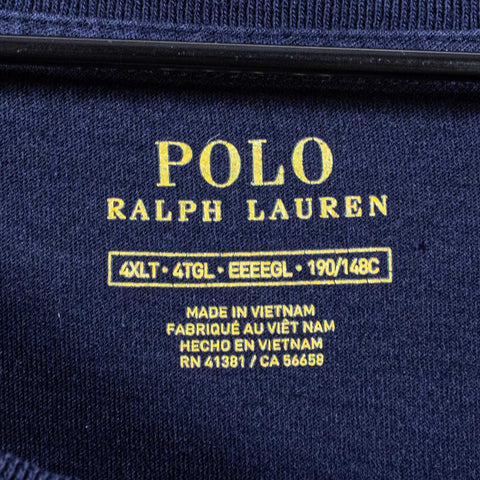 POLO
RALPH LAUREN
4XLT • 4TGL • EEEEGL • 190/148C
MADE IN VIETNAM
FABRIQUÉ AU VIÊT NAM
HECHO EN VIETNAM
RN 41381 / CA 56658